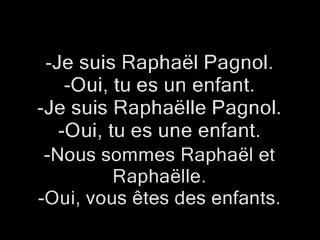 -Je suis Raphaël Pagnol.
-Oui, tu es un enfant.
-Je suis Raphaëlle Pagnol.
-Oui, tu es une enfant.
-Nous sommes Raphaël et
Raphaëlle.
-Oui, vous êtes des enfants.